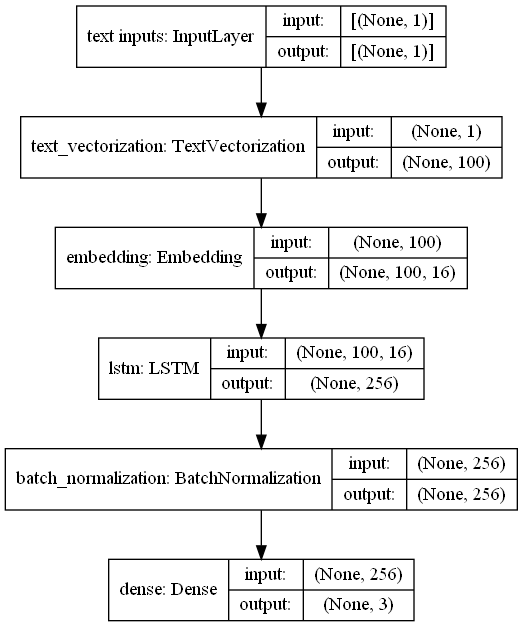 text inputs: InputLayer
input: [(None, 1)]
output: [(None, 1)]
text_vectorization: TextVectorization
input: (None, 1)
output: (None, 100)
embedding: Embedding
input: (None, 100)
output: (None, 100, 16)
lstm: LSTM
input: (None, 100, 16)
output: (None, 256)
batch_normalization: BatchNormalization
input: (None, 256)
output: (None, 256)
dense: Dense
input: (None, 256)
output: (None, 3)